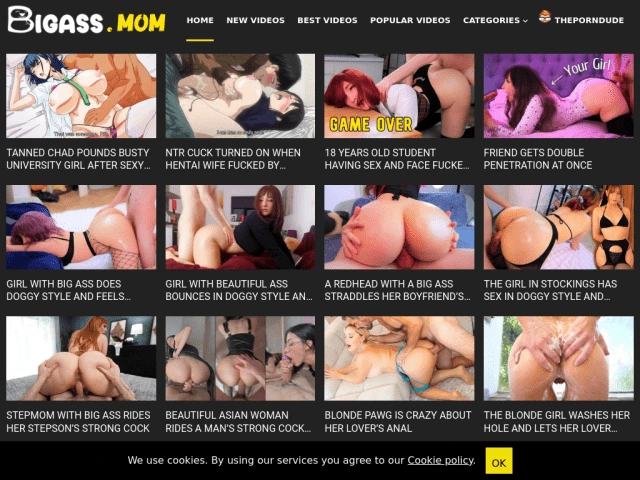 BIGASS.MOM
HOME NEW VIDEOS BEST VIDEOS POPULAR VIDEOS CATEGORIES THEPORNDUDE
That was something, Phil.
GAME OVER
Your Girl
TANNED CHAD POUNDS BUSTY
UNIVERSITY GIRL AFTER SEXY...
NTR CUCK TURNED ON WHEN
HENTAI WIFE FUCKED BY...
18 YEARS OLD STUDENT
HAVING SEX AND FACE FUCKE...
FRIEND GETS DOUBLE
PENETRATION AT ONCE
GIRL WITH BIG ASS DOES
DOGGY STYLE AND FEELS...
GIRL WITH BEAUTIFUL ASS
BOUNCES IN DOGGY STYLE AN...
A REDHEAD WITH A BIG ASS
STRADDLES HER BOYFRIEND'S...
THE GIRL IN STOCKINGS HAS
SEX IN DOGGY STYLE AND...
STEPMOM WITH BIG ASS RIDES
HER STEPSON'S STRONG COCK
BEAUTIFUL ASIAN WOMAN
RIDES A MAN'S STRONG COCK...
BLONDE PAWG IS CRAZY ABOUT
HER LOVER'S ANAL
THE BLONDE GIRL WASHES HER
HOLE AND LETS HER LOVER...
We use cookies. By using our services you agree to our Cookie policy.
OK